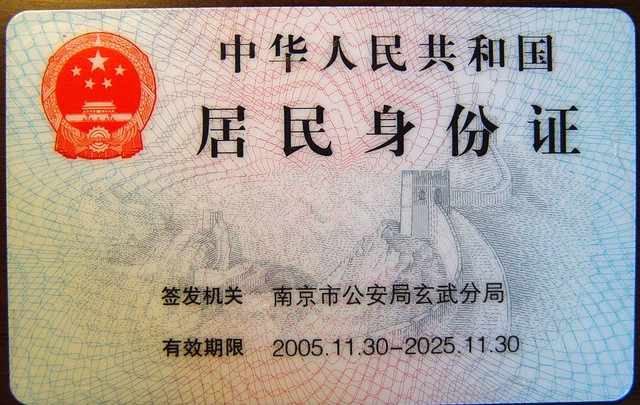 中华人民共和国
居民身份证
签发机关 南京市公安局玄武分局
有效期限 2005.11.30-2025.11.30